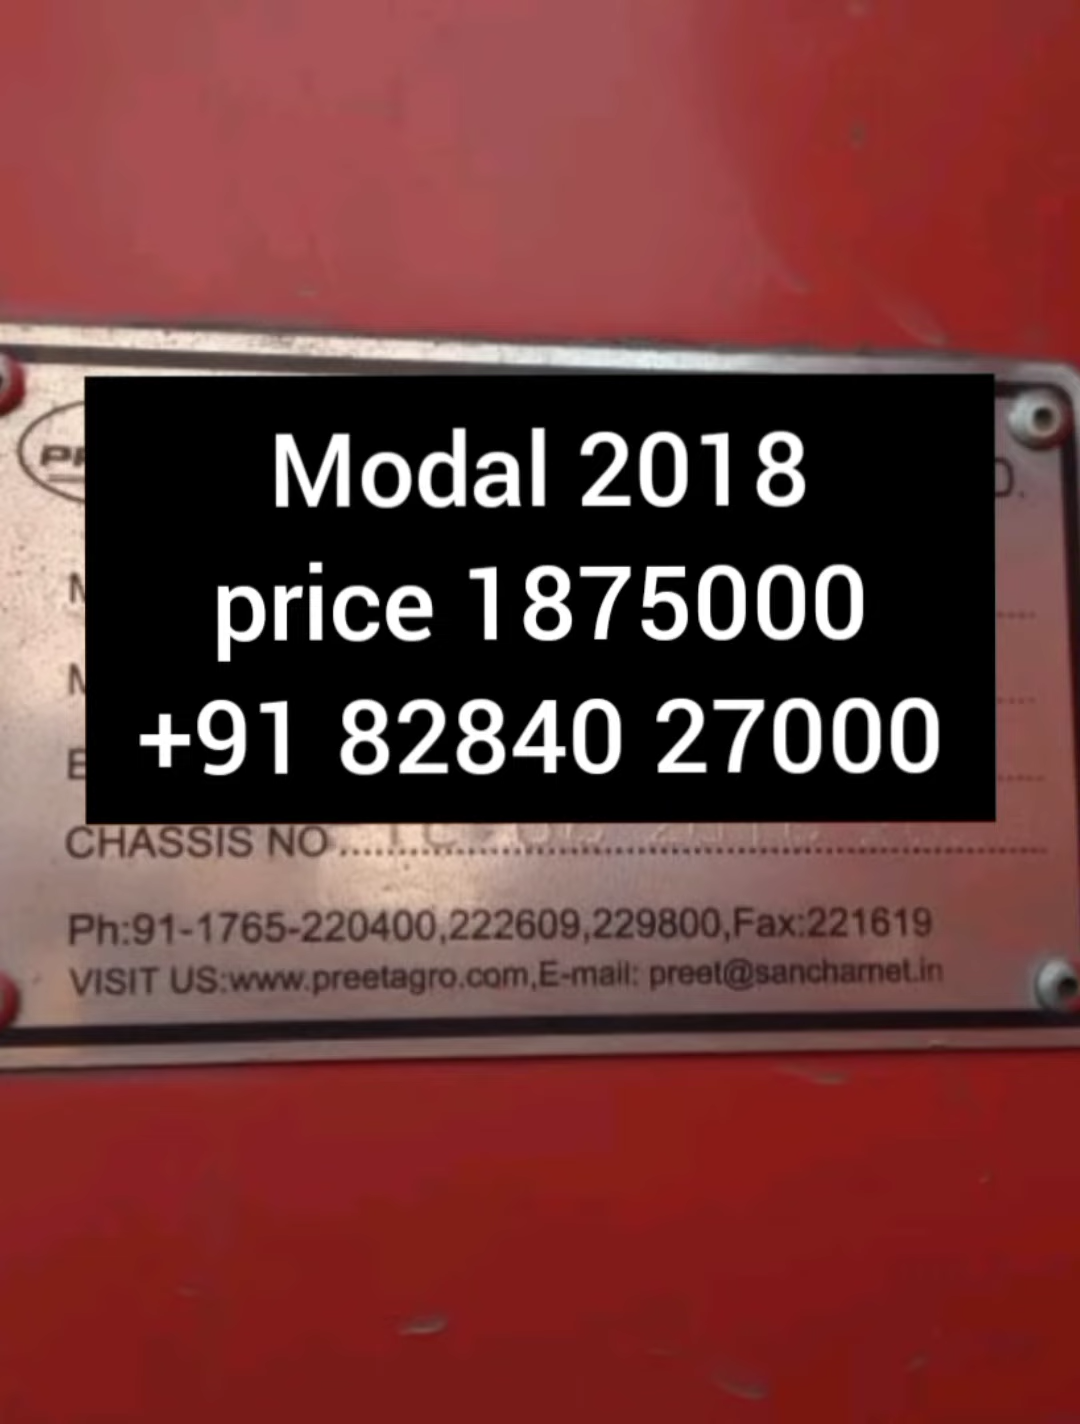 Modal 2018
price 1875000
+91 82840 27000
CHASSIS NO
Ph:91-1765-220400,222609,229800,Fax:221619
VISIT US:www.preetagro.com,E-mail: preet@sancharnet.in